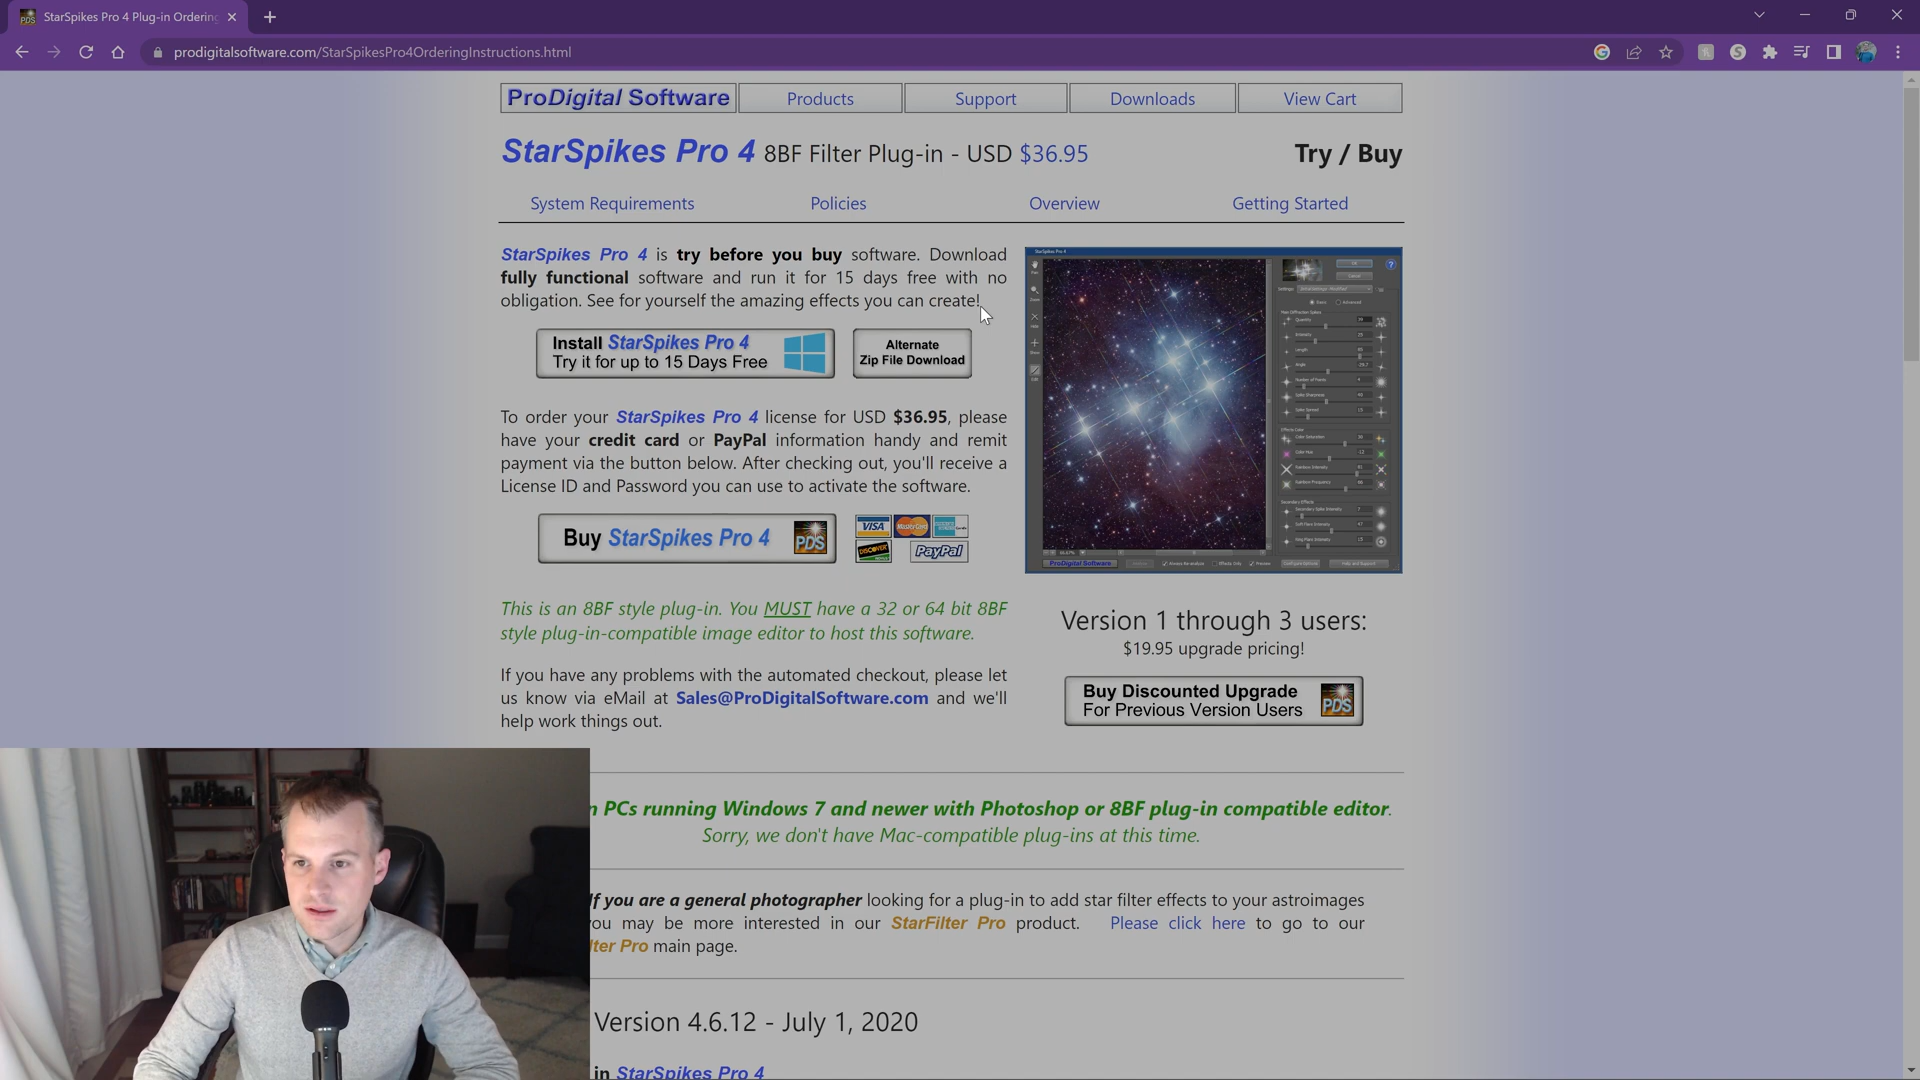 StarSpikes Pro 4 Plug-in Ordering
prodigitalsoftware.com/StarSpikesPro4OrderingInstructions.html
ProDigital Software
Products
Support
Downloads
View Cart
StarSpikes Pro 4 8BF Filter Plug-in - USD $36.95
Try / Buy
System Requirements
Policies
Overview
Getting Started
StarSpikes Pro 4 is try before you buy software. Download
fully functional software and run it for 15 days free with no
obligation. See for yourself the amazing effects you can create!
Install StarSpikes Pro 4
Try it for up to 15 Days Free
Alternate
Zip File Download
To order your StarSpikes Pro 4 license for USD $36.95, please
have your credit card or PayPal information handy and remit
payment via the button below. After checking out, you'll receive a
License ID and Password you can use to activate the software.
Buy StarSpikes Pro 4
PDS
VISA
MasterCard
DISCOVER
PayPal
This is an 8BF style plug-in. You MUST have a 32 or 64 bit 8BF
style plug-in-compatible image editor to host this software.
If you have any problems with the automated checkout, please let
us know via eMail at Sales@ProDigitalSoftware.com and we'll
help work things out.
StarSpikes Pro 4
ProDigital Software
Version 1 through 3 users:
$19.95 upgrade pricing!
Buy Discounted Upgrade
For Previous Version Users
PDS
n PCs running Windows 7 and newer with Photoshop or 8BF plug-in compatible editor.
Sorry, we don't have Mac-compatible plug-ins at this time.
If you are a general photographer looking for a plug-in to add star filter effects to your astroimages
you may be more interested in our StarFilter Pro product. Please click here to go to our
lter Pro main page.
Version 4.6.12 - July 1, 2020
in StarSpikes Pro 4